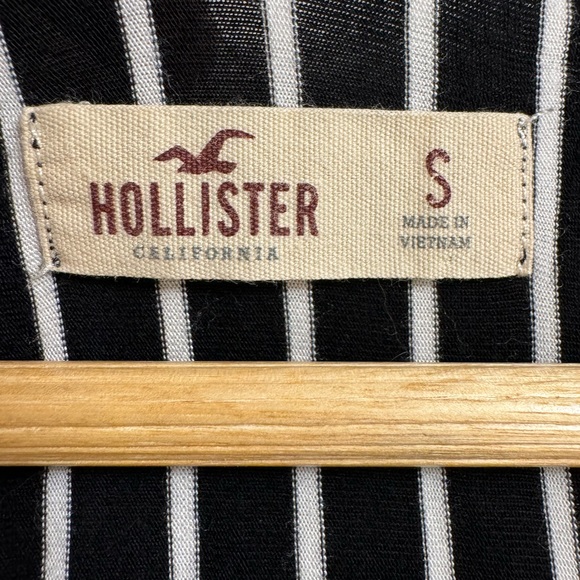 HOLLISTER
CALIFORNIA
S
MADE IN
VIETNAM